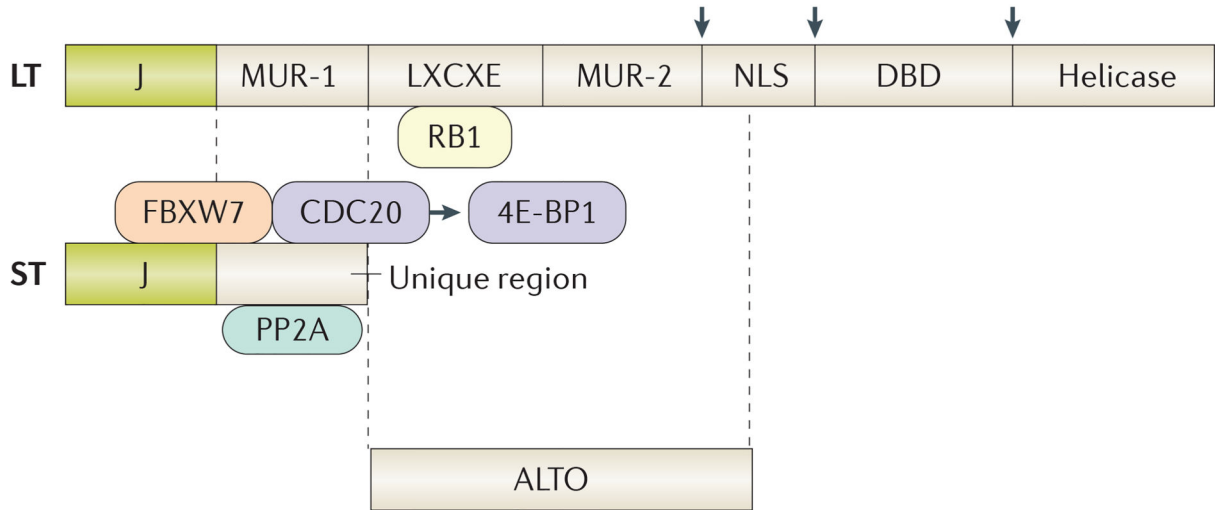 LT J MUR-1 LXCXE MUR-2 NLS DBD Helicase
RB1
FBXW7 CDC20 4E-BP1
ST J Unique region
PP2A
ALTO